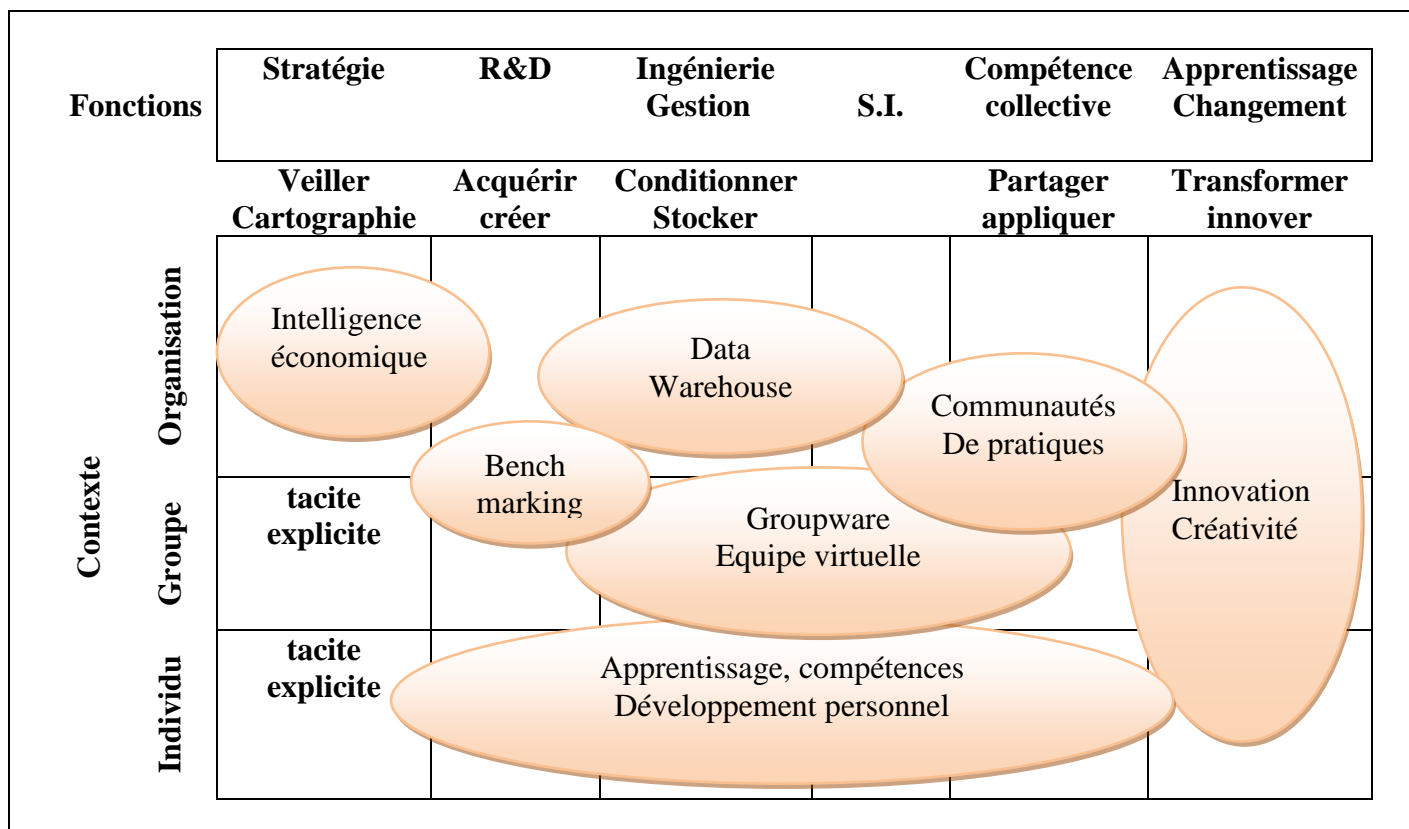 Stratégie R&D Ingénierie Compétence Apprentissage
Fonctions Gestion S.I. collective Changement
Veiller Acquérir Conditionner Partager Transformer
Cartographie créer Stocker appliquer innover
Contexte
Organisation
Intelligence
économique
Data
Warehouse
Communautés
De pratiques
Bench
marking
Groupe
tacite
explicite
Groupware
Equipe virtuelle
Innovation
Créativité
Individu
tacite
explicite
Apprentissage, compétences
Développement personnel